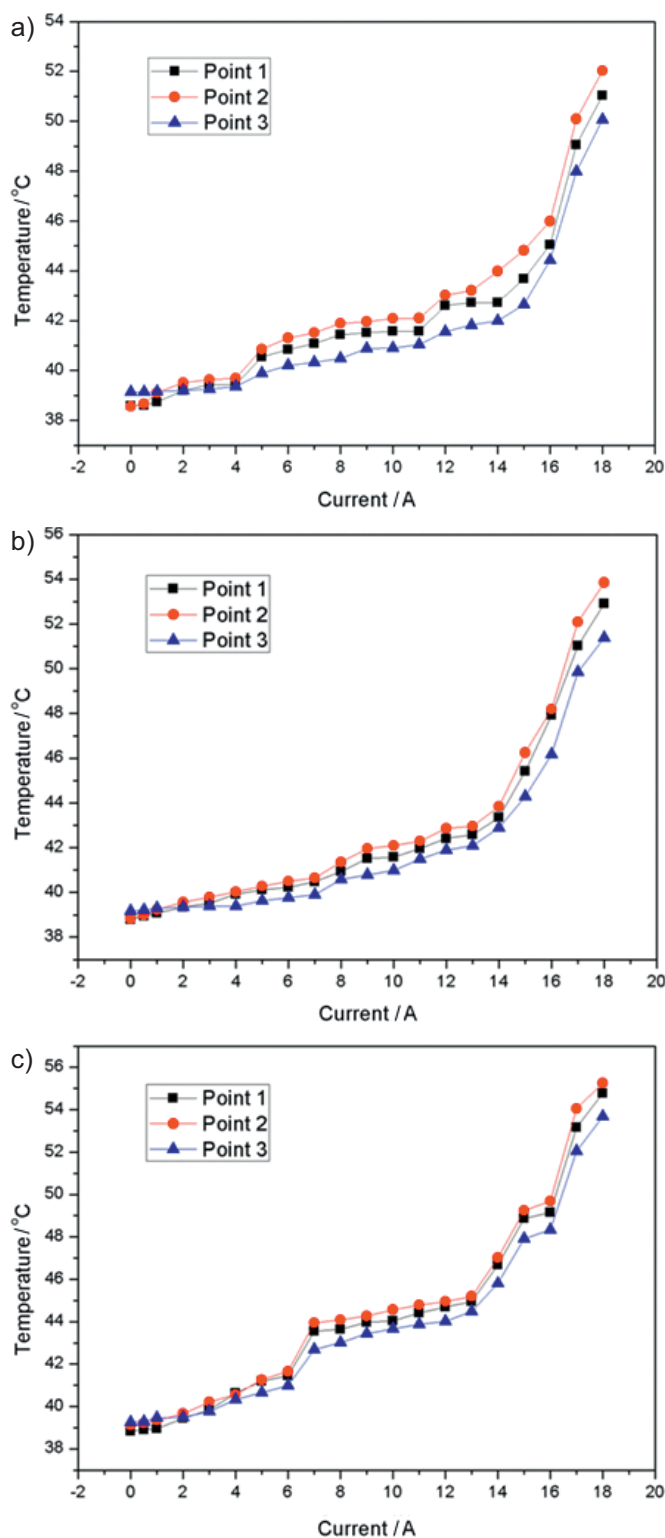 a)
54
52
50
48
46
44
42
40
38
Temperature/°C
Point 1
Point 2
Point 3
-2 0 2 4 6 8 10 12 14 16 18 20
Current / A
b)
56
54
52
50
48
46
44
42
40
38
Temperature/°C
Point 1
Point 2
Point 3
-2 0 2 4 6 8 10 12 14 16 18 20
Current / A
c)
56
54
52
50
48
46
44
42
40
38
Temperature/°C
Point 1
Point 2
Point 3
-2 0 2 4 6 8 10 12 14 16 18 20
Current / A